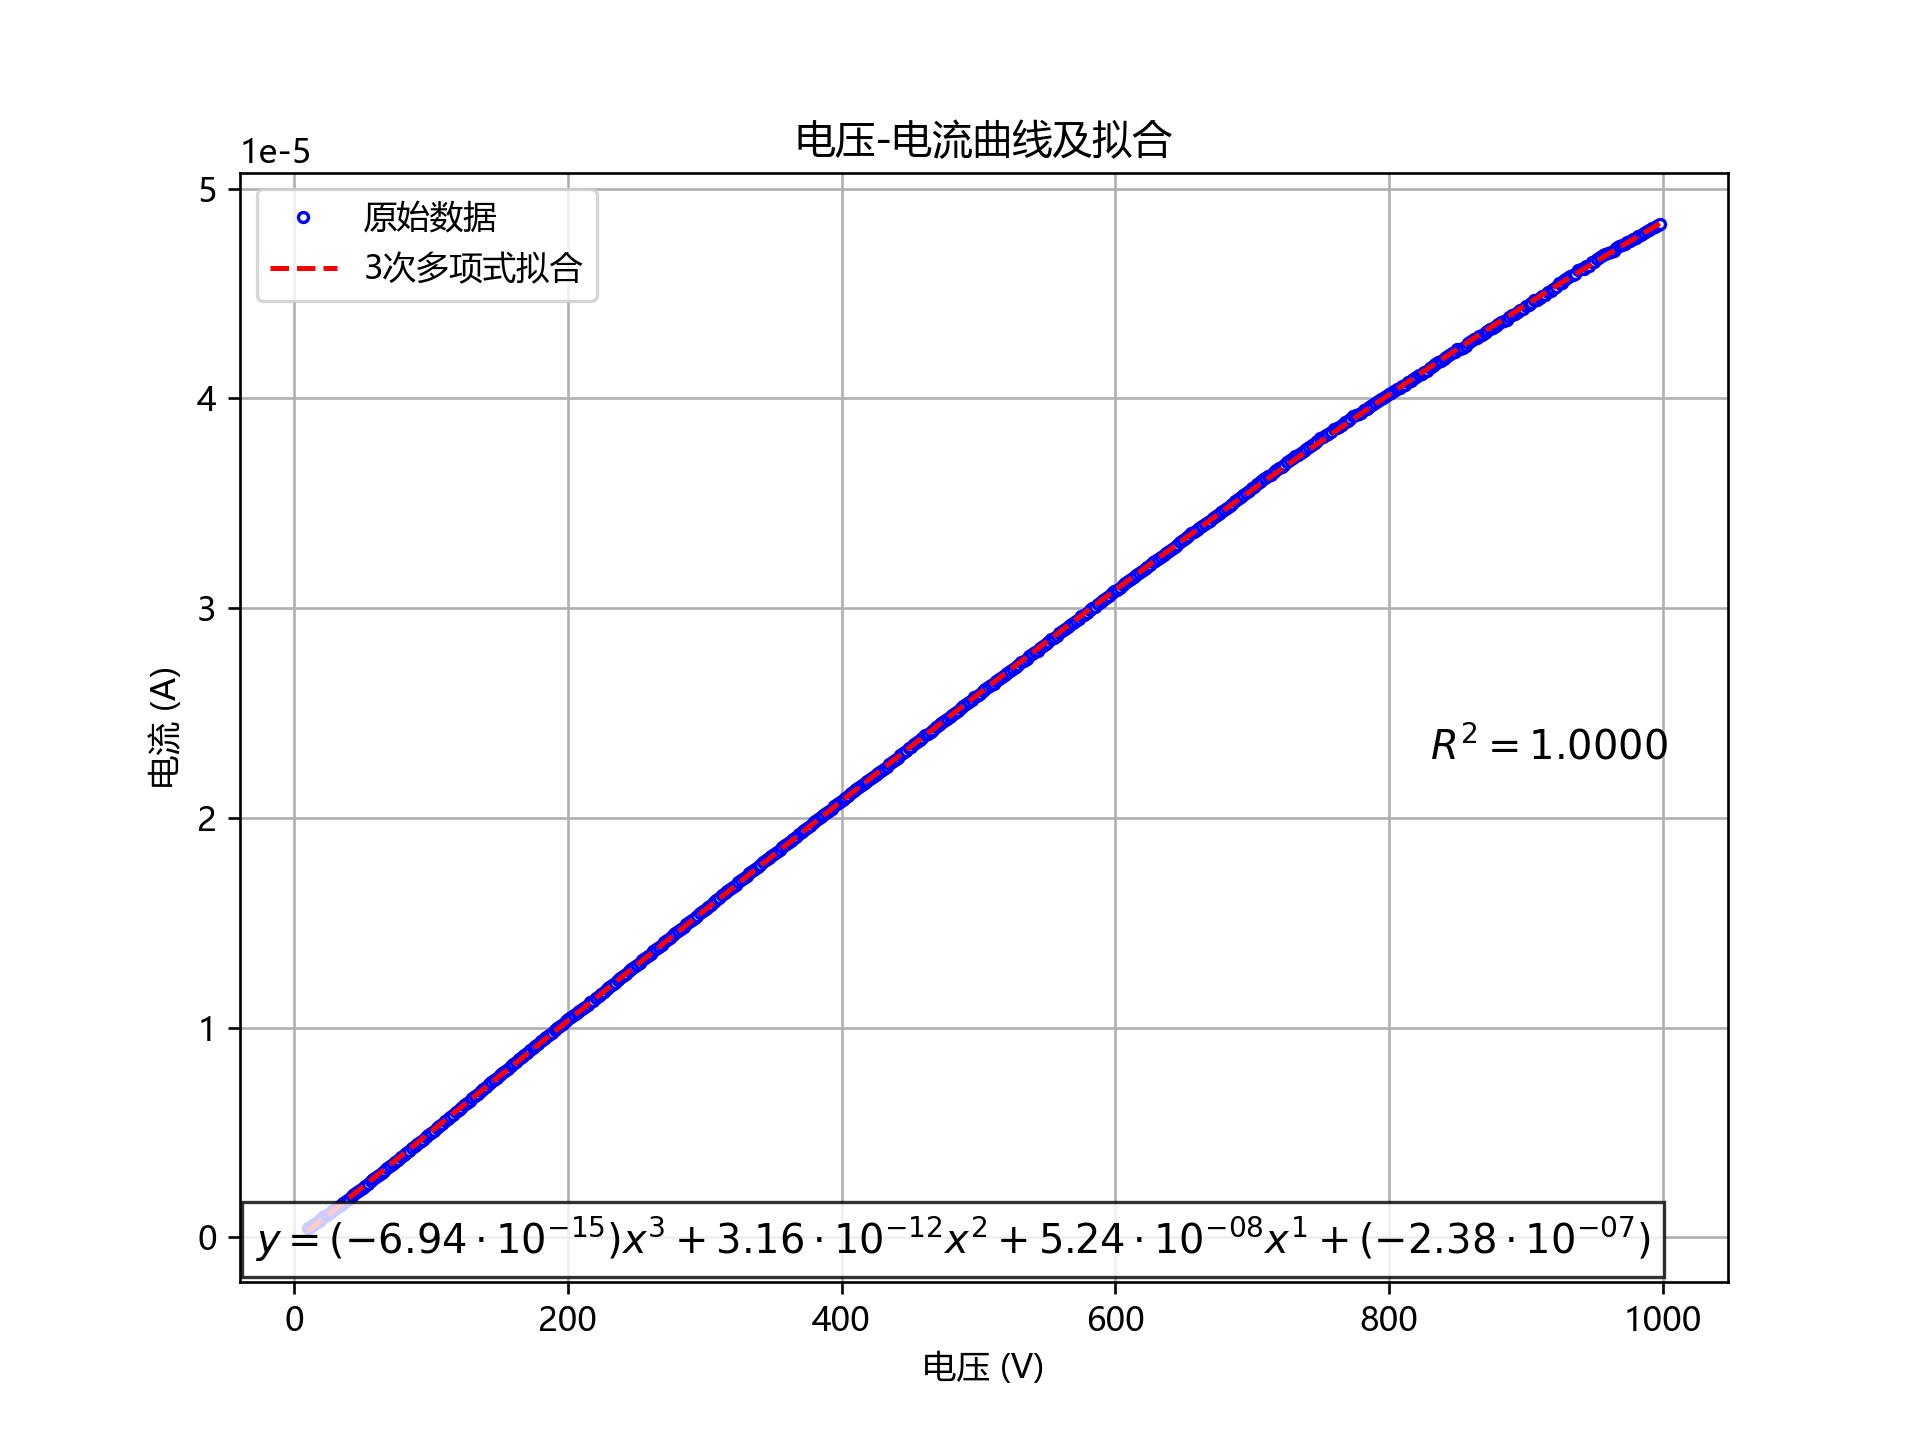 电压-电流曲线及拟合
1e-5
原始数据
3次多项式拟合
5
4
3
2
1
0
电流 (A)
R² = 1.0000
y = (−6.94 · 10⁻¹⁵)x³ + 3.16 · 10⁻¹²x² + 5.24 · 10⁻⁰⁸x¹ + (−2.38 · 10⁻⁰⁷)
0 200 400 600 800 1000
电压 (V)